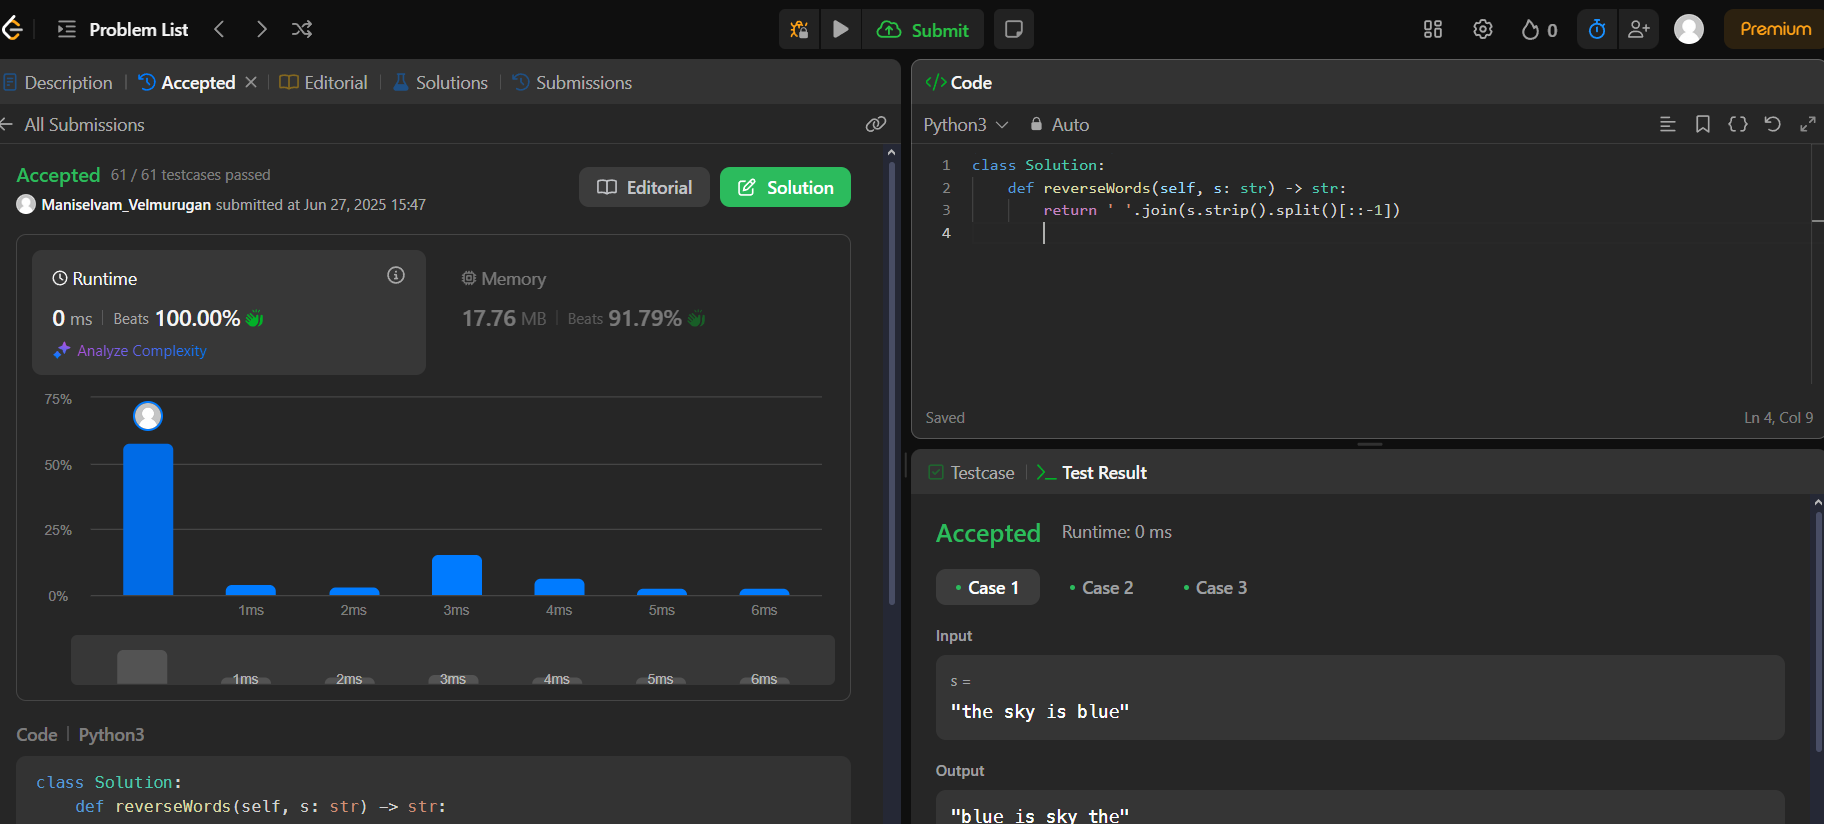 Problem List
Submit
0
Premium
Description
Accepted
Editorial
Solutions
Submissions
All Submissions
Accepted 61 / 61 testcases passed
Maniselvam_Velmurugan submitted at Jun 27, 2025 15:47
Editorial
Solution
Runtime
0 ms | Beats 100.00%
Analyze Complexity
Memory
17.76 MB | Beats 91.79%
75%
50%
25%
0%
1ms 2ms 3ms 4ms 5ms 6ms
1ms 2ms 3ms 4ms 5ms 6ms
Code | Python3
class Solution:
    def reverseWords(self, s: str) -> str:
</> Code
Python3
Auto
1 class Solution:
2     def reverseWords(self, s: str) -> str:
3         return ' '.join(s.strip().split()[::-1])
4
Saved
Ln 4, Col 9
Testcase
>_ Test Result
Accepted Runtime: 0 ms
• Case 1
• Case 2
• Case 3
Input
s =
"the sky is blue"
Output
"blue is sky the"